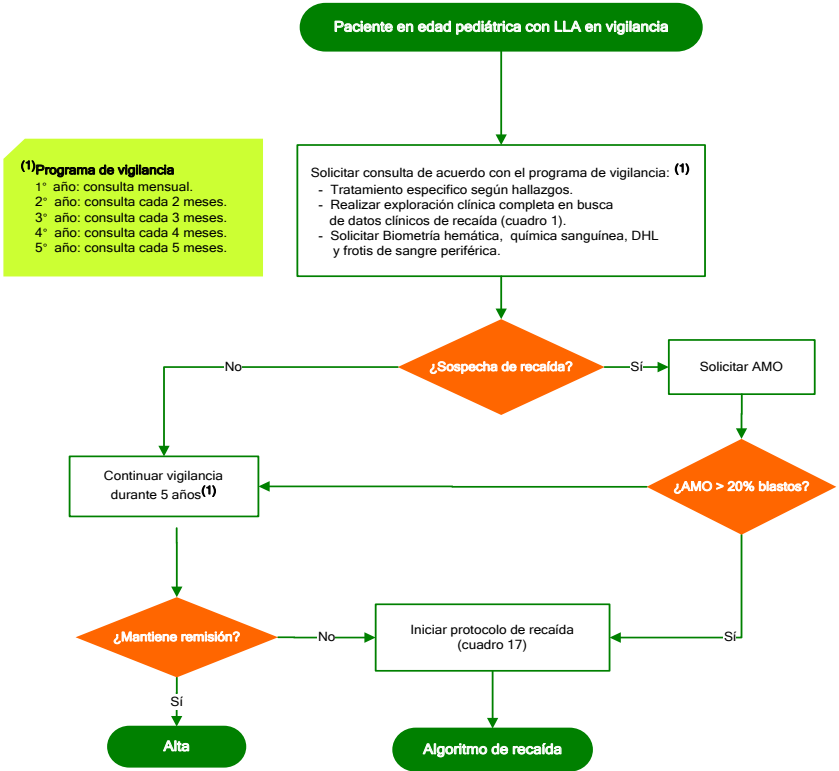 Paciente en edad pediátrica con LLA en vigilancia
(1)Programa de vigilancia
1° año: consulta mensual.
2° año: consulta cada 2 meses.
3° año: consulta cada 3 meses.
4° año: consulta cada 4 meses.
5° año: consulta cada 5 meses.
Solicitar consulta de acuerdo con el programa de vigilancia: (1)
- Tratamiento especifico según hallazgos.
- Realizar exploración clínica completa en busca
de datos clínicos de recaída (cuadro 1).
- Solicitar Biometría hemática, química sanguínea, DHL
y frotis de sangre periférica.
¿Sospecha de recaída?
No
Sí
Solicitar AMO
¿AMO > 20% blastos?
Continuar vigilancia
durante 5 años(1)
¿Mantiene remisión?
No
Iniciar protocolo de recaída
(cuadro 17)
Sí
Sí
Alta
Algoritmo de recaída